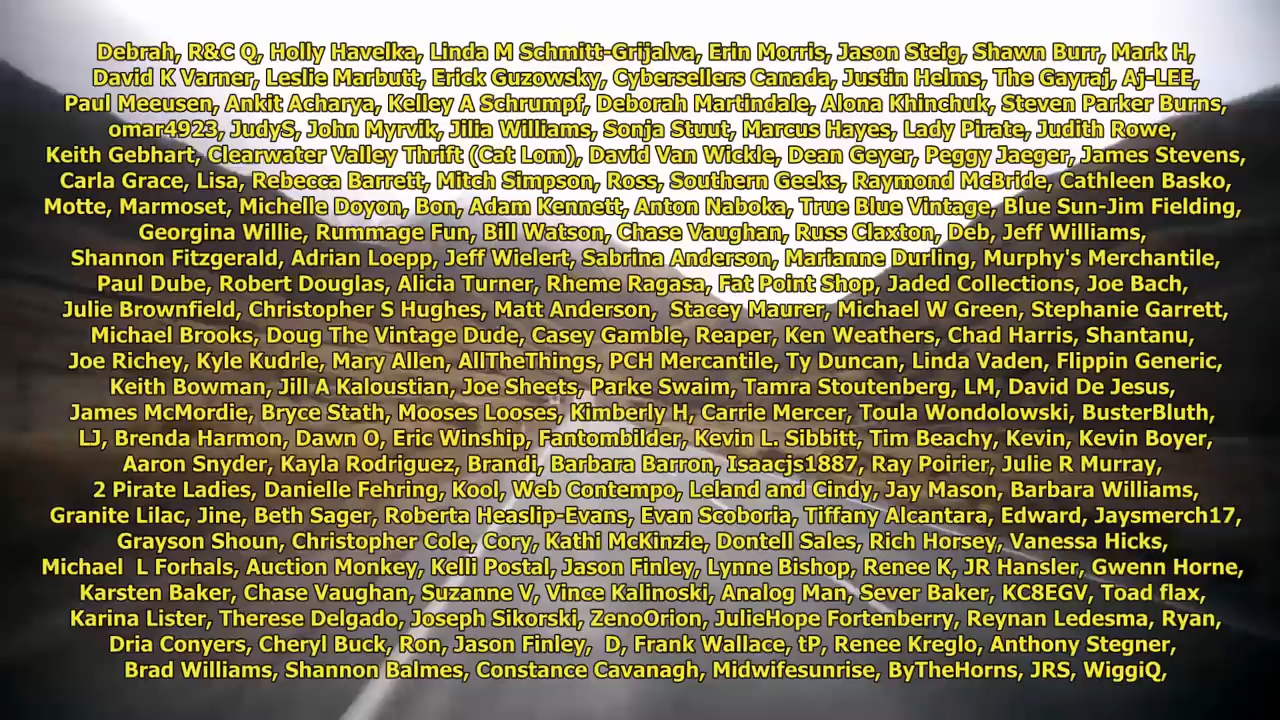 Debrah, R&C Q, Holly Havelka, Linda M Schmitt-Grijalva, Erin Morris, Jason Steig, Shawn Burr, Mark H,
David K Varner, Leslie Marbutt, Erick Guzowsky, Cybersellers Canada, Justin Helms, The Gayraj, Aj-LEE,
Paul Meeusen, Ankit Acharya, Kelley A Schrumpf, Deborah Martindale, Alona Khinchuk, Steven Parker Burns,
omar4923, JudyS, John Myrvik, Jilia Williams, Sonja Stuut, Marcus Hayes, Lady Pirate, Judith Rowe,
Keith Gebhart, Clearwater Valley Thrift (Cat Lom), David Van Wickle, Dean Geyer, Peggy Jaeger, James Stevens,
Carla Grace, Lisa, Rebecca Barrett, Mitch Simpson, Ross, Southern Geeks, Raymond McBride, Cathleen Basko,
Motte, Marmoset, Michelle Doyon, Bon, Adam Kennett, Anton Naboka, True Blue Vintage, Blue Sun-Jim Fielding,
Georgina Willie, Rummage Fun, Bill Watson, Chase Vaughan, Russ Claxton, Deb, Jeff Williams,
Shannon Fitzgerald, Adrian Loepp, Jeff Wielert, Sabrina Anderson, Marianne Durling, Murphy's Merchantile,
Paul Dube, Robert Douglas, Alicia Turner, Rheme Ragasa, Fat Point Shop, Jaded Collections, Joe Bach,
Julie Brownfield, Christopher S Hughes, Matt Anderson,  Stacey Maurer, Michael W Green, Stephanie Garrett,
Michael Brooks, Doug The Vintage Dude, Casey Gamble, Reaper, Ken Weathers, Chad Harris, Shantanu,
Joe Richey, Kyle Kudrle, Mary Allen, AllTheThings, PCH Mercantile, Ty Duncan, Linda Vaden, Flippin Generic,
Keith Bowman, Jill A Kaloustian, Joe Sheets, Parke Swaim, Tamra Stoutenberg, LM, David De Jesus,
James McMordie, Bryce Stath, Mooses Looses, Kimberly H, Carrie Mercer, Toula Wondolowski, BusterBluth,
LJ, Brenda Harmon, Dawn O, Eric Winship, Fantombilder, Kevin L. Sibbitt, Tim Beachy, Kevin, Kevin Boyer,
Aaron Snyder, Kayla Rodriguez, Brandi, Barbara Barron, Isaacjs1887, Ray Poirier, Julie R Murray,
2 Pirate Ladies, Danielle Fehring, Kool, Web Contempo, Leland and Cindy, Jay Mason, Barbara Williams,
Granite Lilac, Jine, Beth Sager, Roberta Heaslip-Evans, Evan Scoboria, Tiffany Alcantara, Edward, Jaysmerch17,
Grayson Shoun, Christopher Cole, Cory, Kathi McKinzie, Dontell Sales, Rich Horsey, Vanessa Hicks,
Michael  L Forhals, Auction Monkey, Kelli Postal, Jason Finley, Lynne Bishop, Renee K, JR Hansler, Gwenn Horne,
Karsten Baker, Chase Vaughan, Suzanne V, Vince Kalinoski, Analog Man, Sever Baker, KC8EGV, Toad flax,
Karina Lister, Therese Delgado, Joseph Sikorski, ZenoOrion, JulieHope Fortenberry, Reynan Ledesma, Ryan,
Dria Conyers, Cheryl Buck, Ron, Jason Finley,  D, Frank Wallace, tP, Renee Kreglo, Anthony Stegner,
Brad Williams, Shannon Balmes, Constance Cavanagh, Midwifesunrise, ByTheHorns, JRS, WiggiQ,